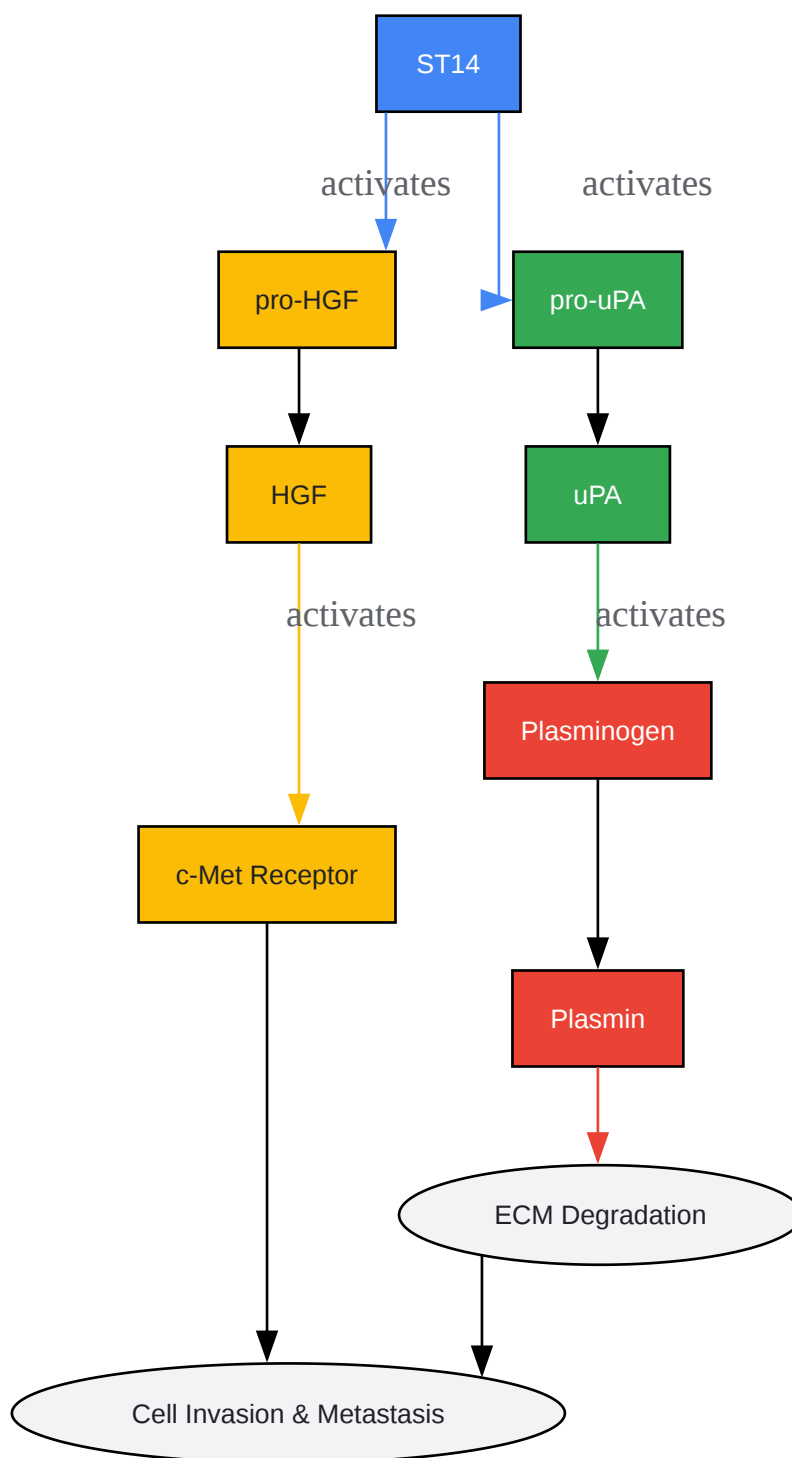 ST14
activates
activates
pro-HGF
pro-uPA
HGF
uPA
activates
activates
Plasminogen
c-Met Receptor
Plasmin
ECM Degradation
Cell Invasion & Metastasis